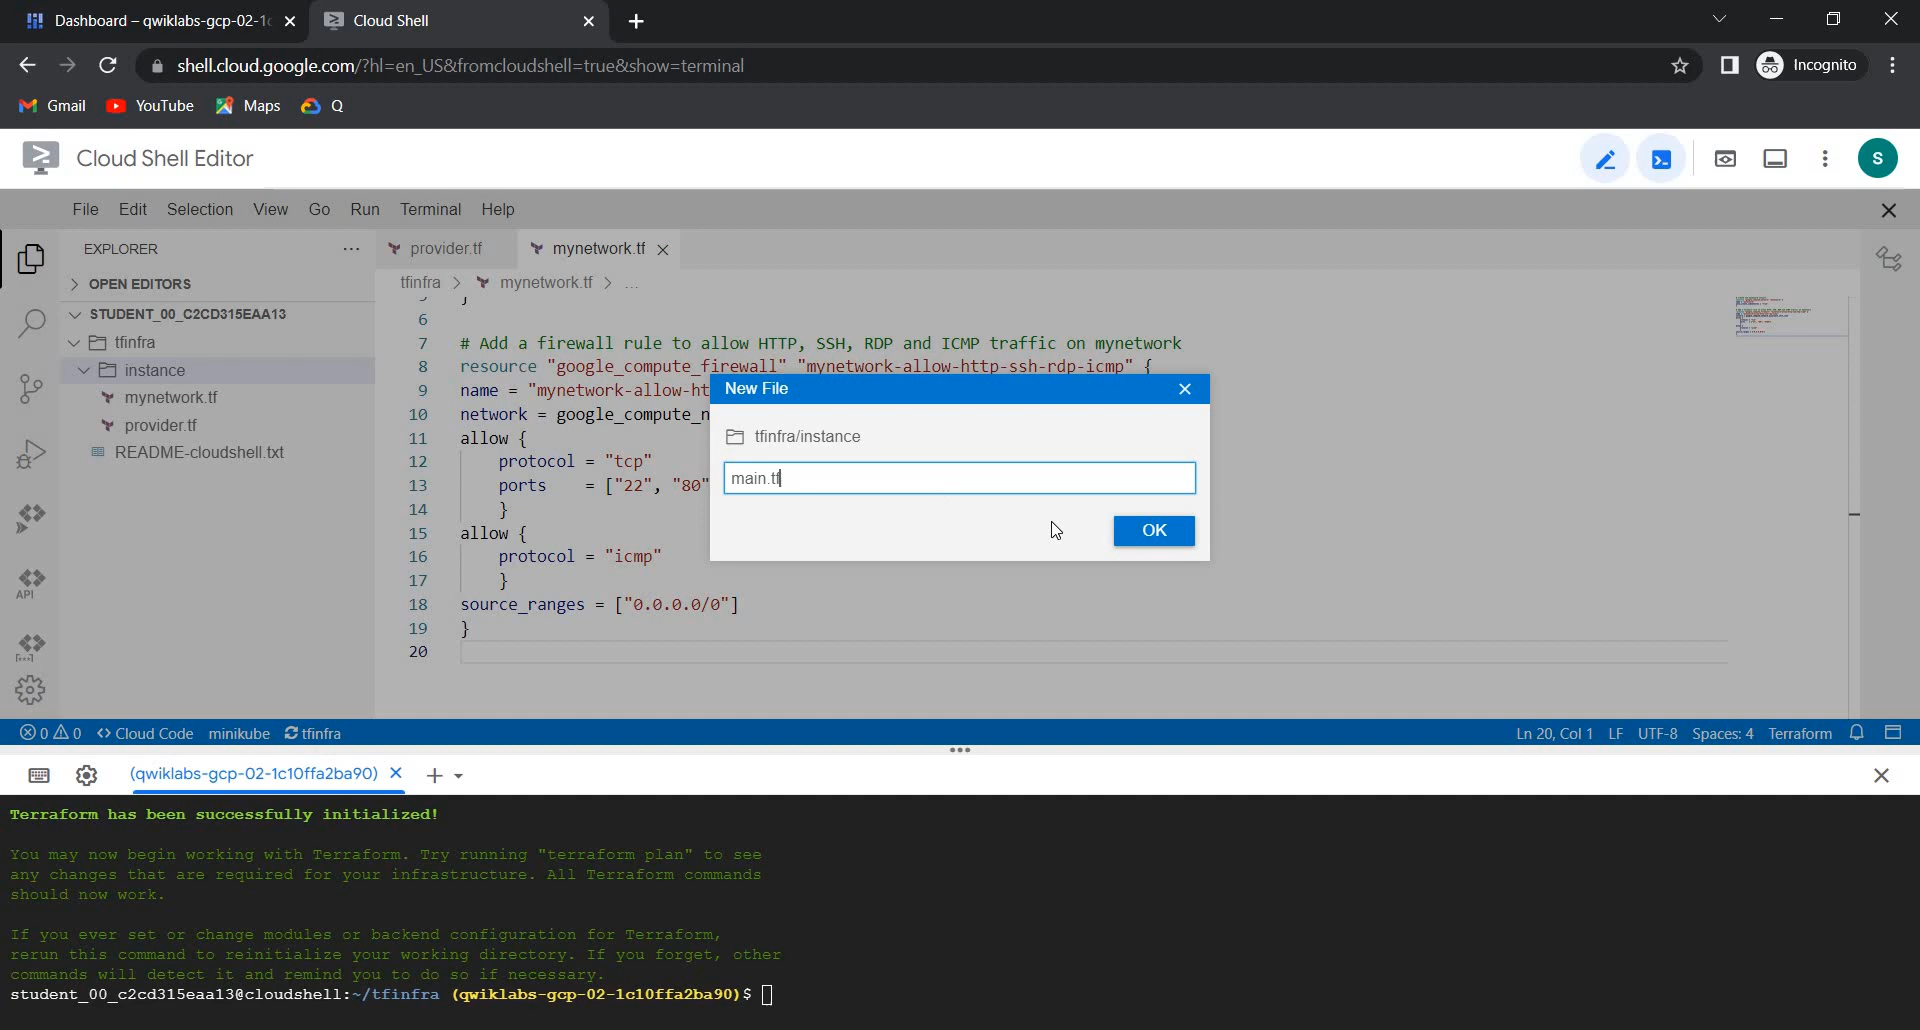 Dashboard – qwiklabs-gcp-02-1c
Cloud Shell
shell.cloud.google.com/?hl=en_US&fromcloudshell=true&show=terminal
Incognito
Gmail
YouTube
Maps
Q
Cloud Shell Editor
S
File Edit Selection View Go Run Terminal Help
EXPLORER
provider.tf
mynetwork.tf
OPEN EDITORS
tfinfra > mynetwork.tf > ...
STUDENT_00_C2CD315EAA13
tfinfra
instance
mynetwork.tf
provider.tf
README-cloudshell.txt
}
6
7 # Add a firewall rule to allow HTTP, SSH, RDP and ICMP traffic on mynetwork
8 resource "google_compute_firewall" "mynetwork-allow-http-ssh-rdp-icmp" {
9 name = "mynetwork-allow-ht
10 network = google_compute_n
11 allow {
12 protocol = "tcp"
13 ports = ["22", "80"
14 }
15 allow {
16 protocol = "icmp"
17 }
18 source_ranges = ["0.0.0.0/0"]
19 }
20
New File
tfinfra/instance
main.tf
OK
API
0 0 Cloud Code minikube tfinfra
Ln 20, Col 1 LF UTF-8 Spaces: 4 Terraform
(qwiklabs-gcp-02-1c10ffa2ba90)
Terraform has been successfully initialized!
You may now begin working with Terraform. Try running "terraform plan" to see
any changes that are required for your infrastructure. All Terraform commands
should now work.
If you ever set or change modules or backend configuration for Terraform,
rerun this command to reinitialize your working directory. If you forget, other
commands will detect it and remind you to do so if necessary.
student_00_c2cd315eaa13@cloudshell:~/tfinfra (qwiklabs-gcp-02-1c10ffa2ba90)$